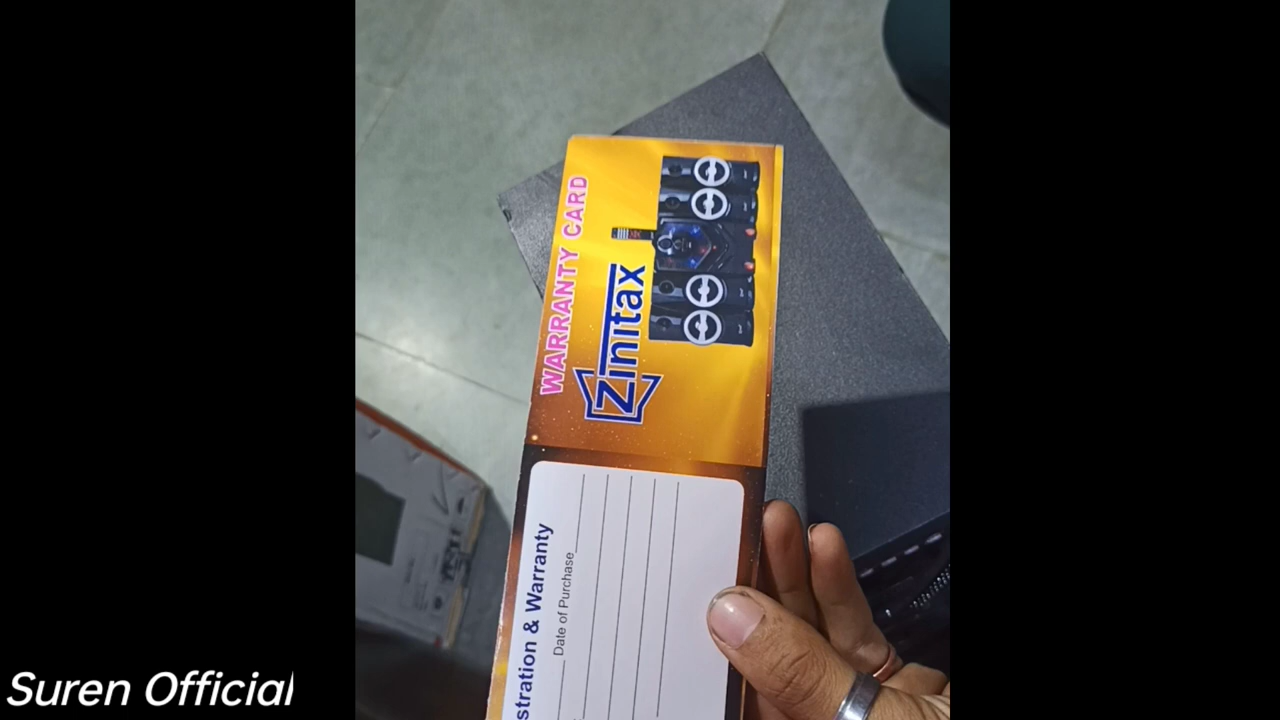 WARRANTY CARD
Zinitax
stration & Warranty
Date of Purchase
Suren Official